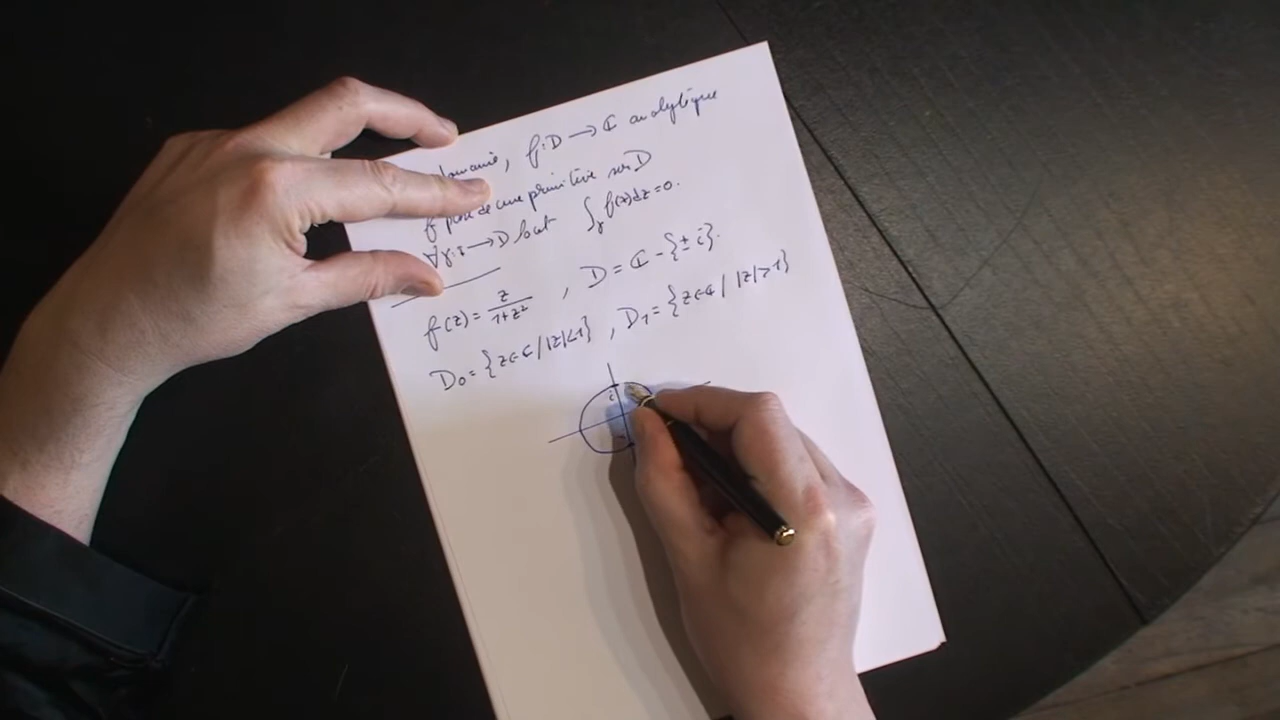 domaine, f: D → ℂ analytique
f possède une primitive sur D
∀γ: I → D lacet ∫_γ f(z)dz = 0.
f(z) = z/(1+z²) , D = ℂ - {± i}.
D₀ = {z∈ℂ / |z|<1} , D₁ = {z∈ℂ / |z|>1}
i